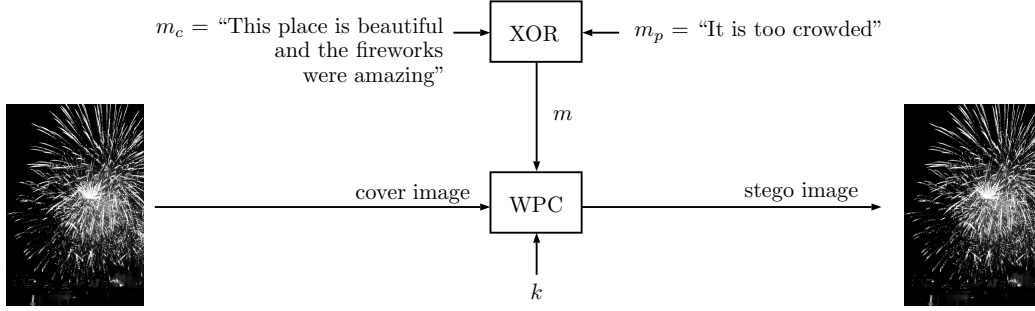 m_c = “This place is beautiful
and the fireworks
were amazing”
XOR
m_p = “It is too crowded”
m
cover image
WPC
stego image
k